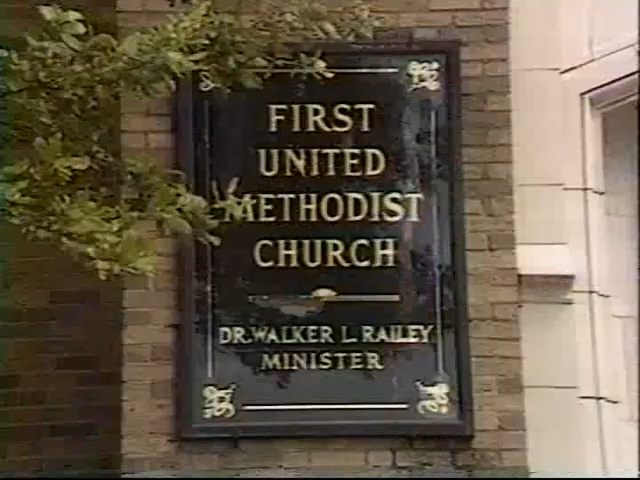 FIRST
UNITED
METHODIST
CHURCH
DR. WALKER L. RAILEY
MINISTER